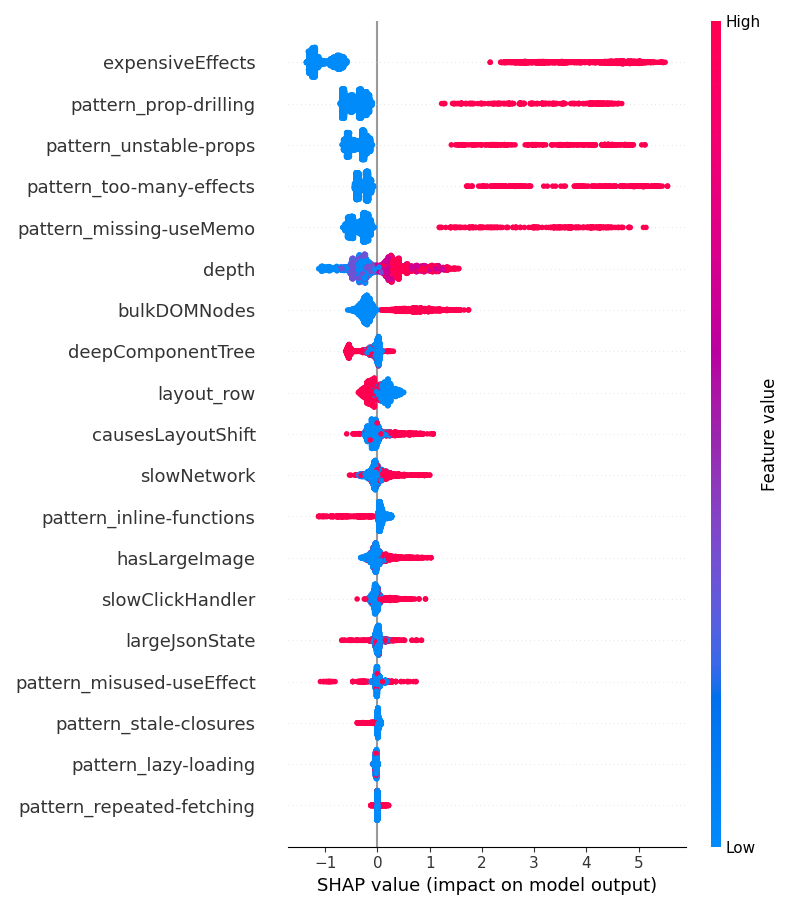 High
expensiveEffects
pattern_prop-drilling
pattern_unstable-props
pattern_too-many-effects
pattern_missing-useMemo
depth
bulkDOMNodes
deepComponentTree
layout_row
causesLayoutShift
slowNetwork
pattern_inline-functions
hasLargeImage
slowClickHandler
largeJsonState
pattern_misused-useEffect
pattern_stale-closures
pattern_lazy-loading
pattern_repeated-fetching
Feature value
Low
−1 0 1 2 3 4 5
SHAP value (impact on model output)